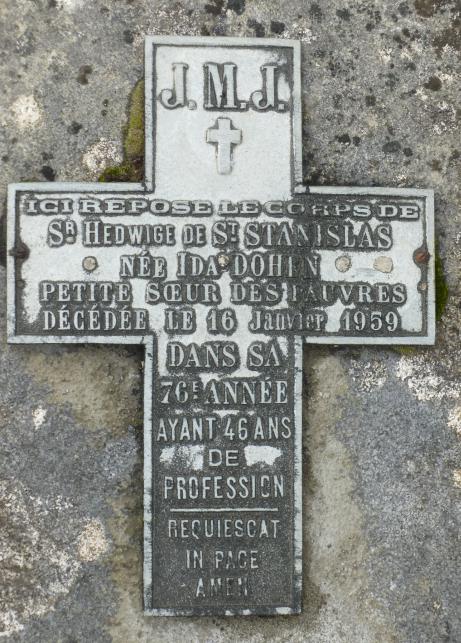 J. M. J.
ICI REPOSE LE CORPS DE
SR HEDWIGE DE ST STANISLAS
NÉE IDA DOHEN
PETITE SŒUR DES PAUVRES
DÉCÉDÉE LE 16 Janvier 1959
DANS SA
76E ANNÉE
AYANT 46 ANS
DE
PROFESSION
REQUIESCAT
IN PACE
AMEN